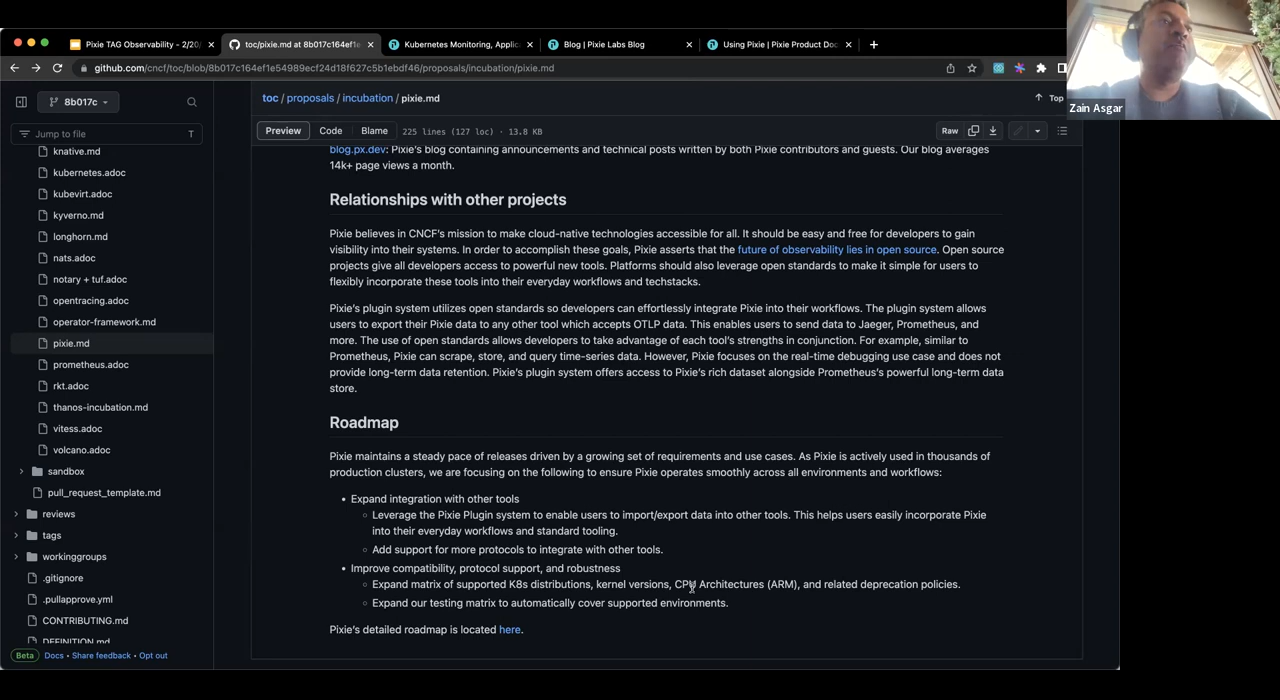 Pixie TAG Observability - 2/20/
toc/pixie.md at 8b017c164ef1e
Kubernetes Monitoring, Applic
Blog | Pixie Labs Blog
Using Pixie | Pixie Product Doc
github.com/cncf/toc/blob/8b017c164ef1e54989ecf24d18f627c5b1ebdf46/proposals/incubation/pixie.md
Zain Asgar
8b017c
toc / proposals / incubation / pixie.md
Top
Jump to file
T
Preview
Code
Blame
225 lines (127 loc) · 13.8 KB
Raw
knative.md
kubernetes.adoc
kubevirt.adoc
kyverno.md
longhorn.md
nats.adoc
notary + tuf.adoc
opentracing.adoc
operator-framework.md
pixie.md
prometheus.adoc
rkt.adoc
thanos-incubation.md
vitess.adoc
volcano.adoc
sandbox
pull_request_template.md
reviews
tags
workinggroups
.gitignore
.pullapprove.yml
CONTRIBUTING.md
DEFINITION.md
Beta Docs · Share feedback · Opt out
blog.px.dev: Pixie's blog containing announcements and technical posts written by both Pixie contributors and guests. Our blog averages
14k+ page views a month.
Relationships with other projects
Pixie believes in CNCF's mission to make cloud-native technologies accessible for all. It should be easy and free for developers to gain
visibility into their systems. In order to accomplish these goals, Pixie asserts that the future of observability lies in open source. Open source
projects give all developers access to powerful new tools. Platforms should also leverage open standards to make it simple for users to
flexibly incorporate these tools into their everyday workflows and techstacks.
Pixie's plugin system utilizes open standards so developers can effortlessly integrate Pixie into their workflows. The plugin system allows
users to export their Pixie data to any other tool which accepts OTLP data. This enables users to send data to Jaeger, Prometheus, and
more. The use of open standards allows developers to take advantage of each tool's strengths in conjunction. For example, similar to
Prometheus, Pixie can scrape, store, and query time-series data. However, Pixie focuses on the real-time debugging use case and does not
provide long-term data retention. Pixie's plugin system offers access to Pixie's rich dataset alongside Prometheus's powerful long-term data
store.
Roadmap
Pixie maintains a steady pace of releases driven by a growing set of requirements and use cases. As Pixie is actively used in thousands of
production clusters, we are focusing on the following to ensure Pixie operates smoothly across all environments and workflows:
• Expand integration with other tools
◦ Leverage the Pixie Plugin system to enable users to import/export data into other tools. This helps users easily incorporate Pixie
into their everyday workflows and standard tooling.
◦ Add support for more protocols to integrate with other tools.
• Improve compatibility, protocol support, and robustness
◦ Expand matrix of supported K8s distributions, kernel versions, CPU Architectures (ARM), and related deprecation policies.
◦ Expand our testing matrix to automatically cover supported environments.
Pixie's detailed roadmap is located here.